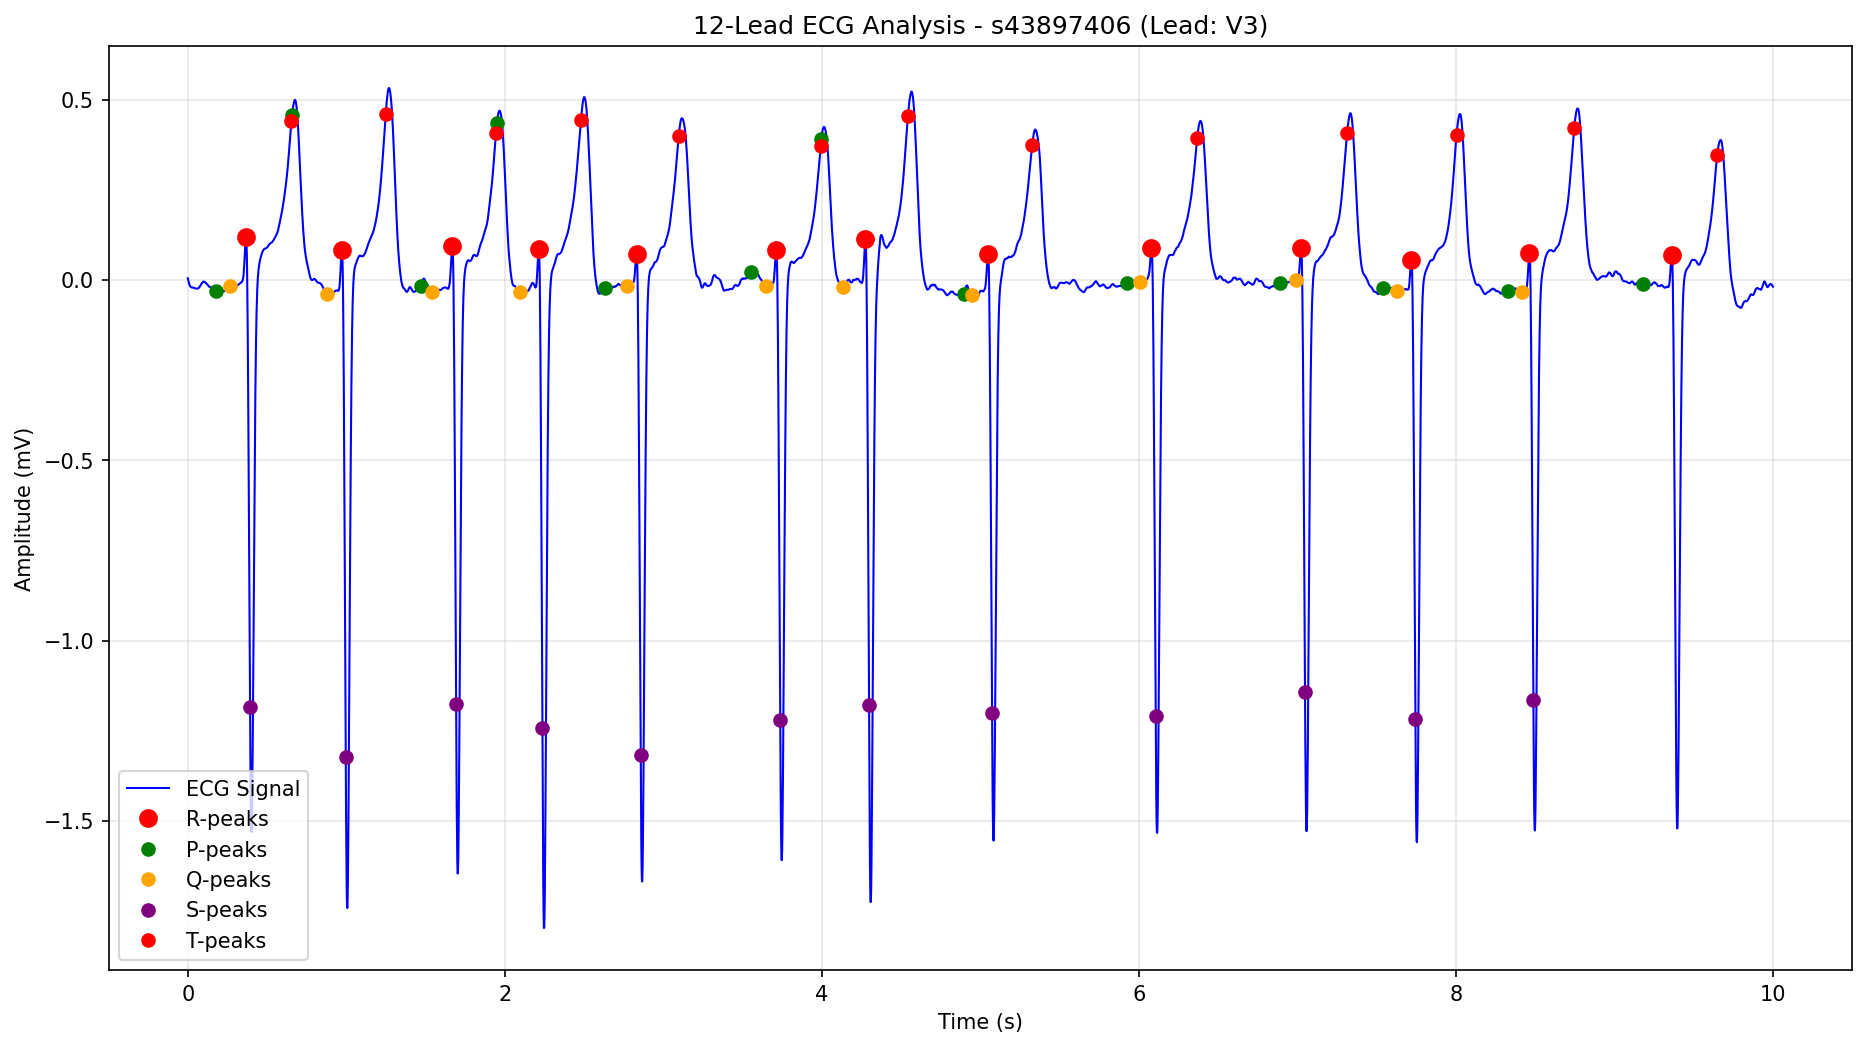 12-Lead ECG Analysis - s43897406 (Lead: V3)
Amplitude (mV)
0.5
0.0
−0.5
−1.0
−1.5
ECG Signal
R-peaks
P-peaks
Q-peaks
S-peaks
T-peaks
0 2 4 6 8 10
Time (s)